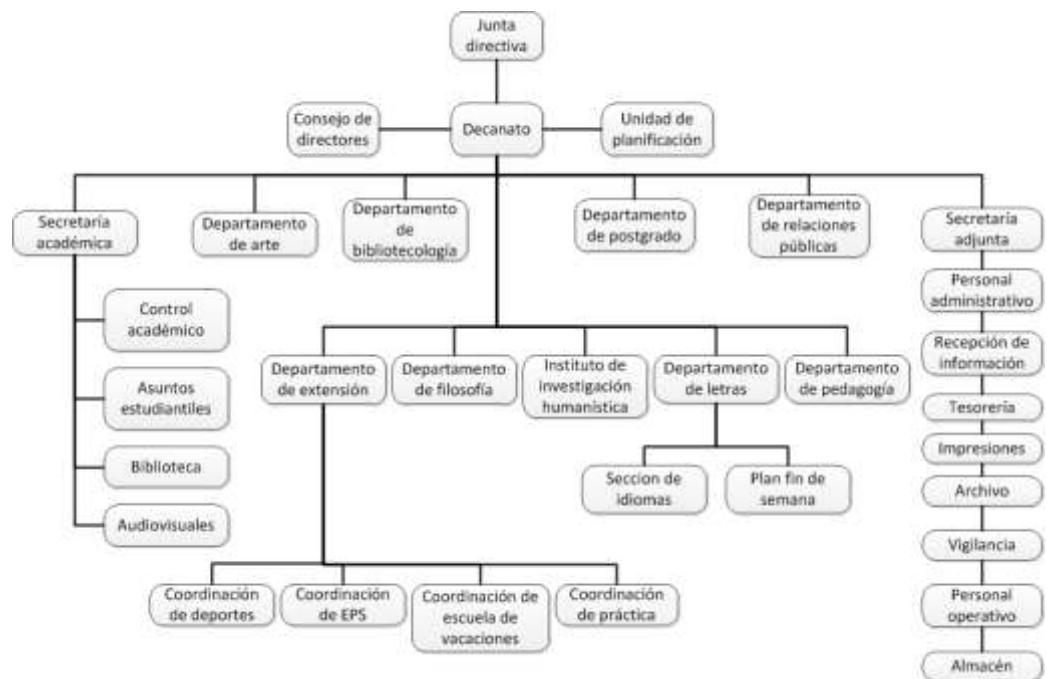 Junta
directiva
Consejo de
directores
Decanato
Unidad de
planificación
Secretaría
académica
Departamento
de arte
Departamento
de
bibliotecología
Departamento
de postgrado
Departamento
de relaciones
públicas
Secretaría
adjunta
Control
académico
Asuntos
estudiantiles
Biblioteca
Audiovisuales
Departamento
de extensión
Departamento
de filosofía
Instituto de
investigación
humanística
Departamento
de letras
Departamento
de pedagogía
Seccion de
idiomas
Plan fin de
semana
Coordinación
de deportes
Coordinación
de EPS
Coordinación de
escuela de
vacaciones
Coordinación
de práctica
Personal
administrativo
Recepción de
información
Tesorería
Impresiones
Archivo
Vigilancia
Personal
operativo
Almacén